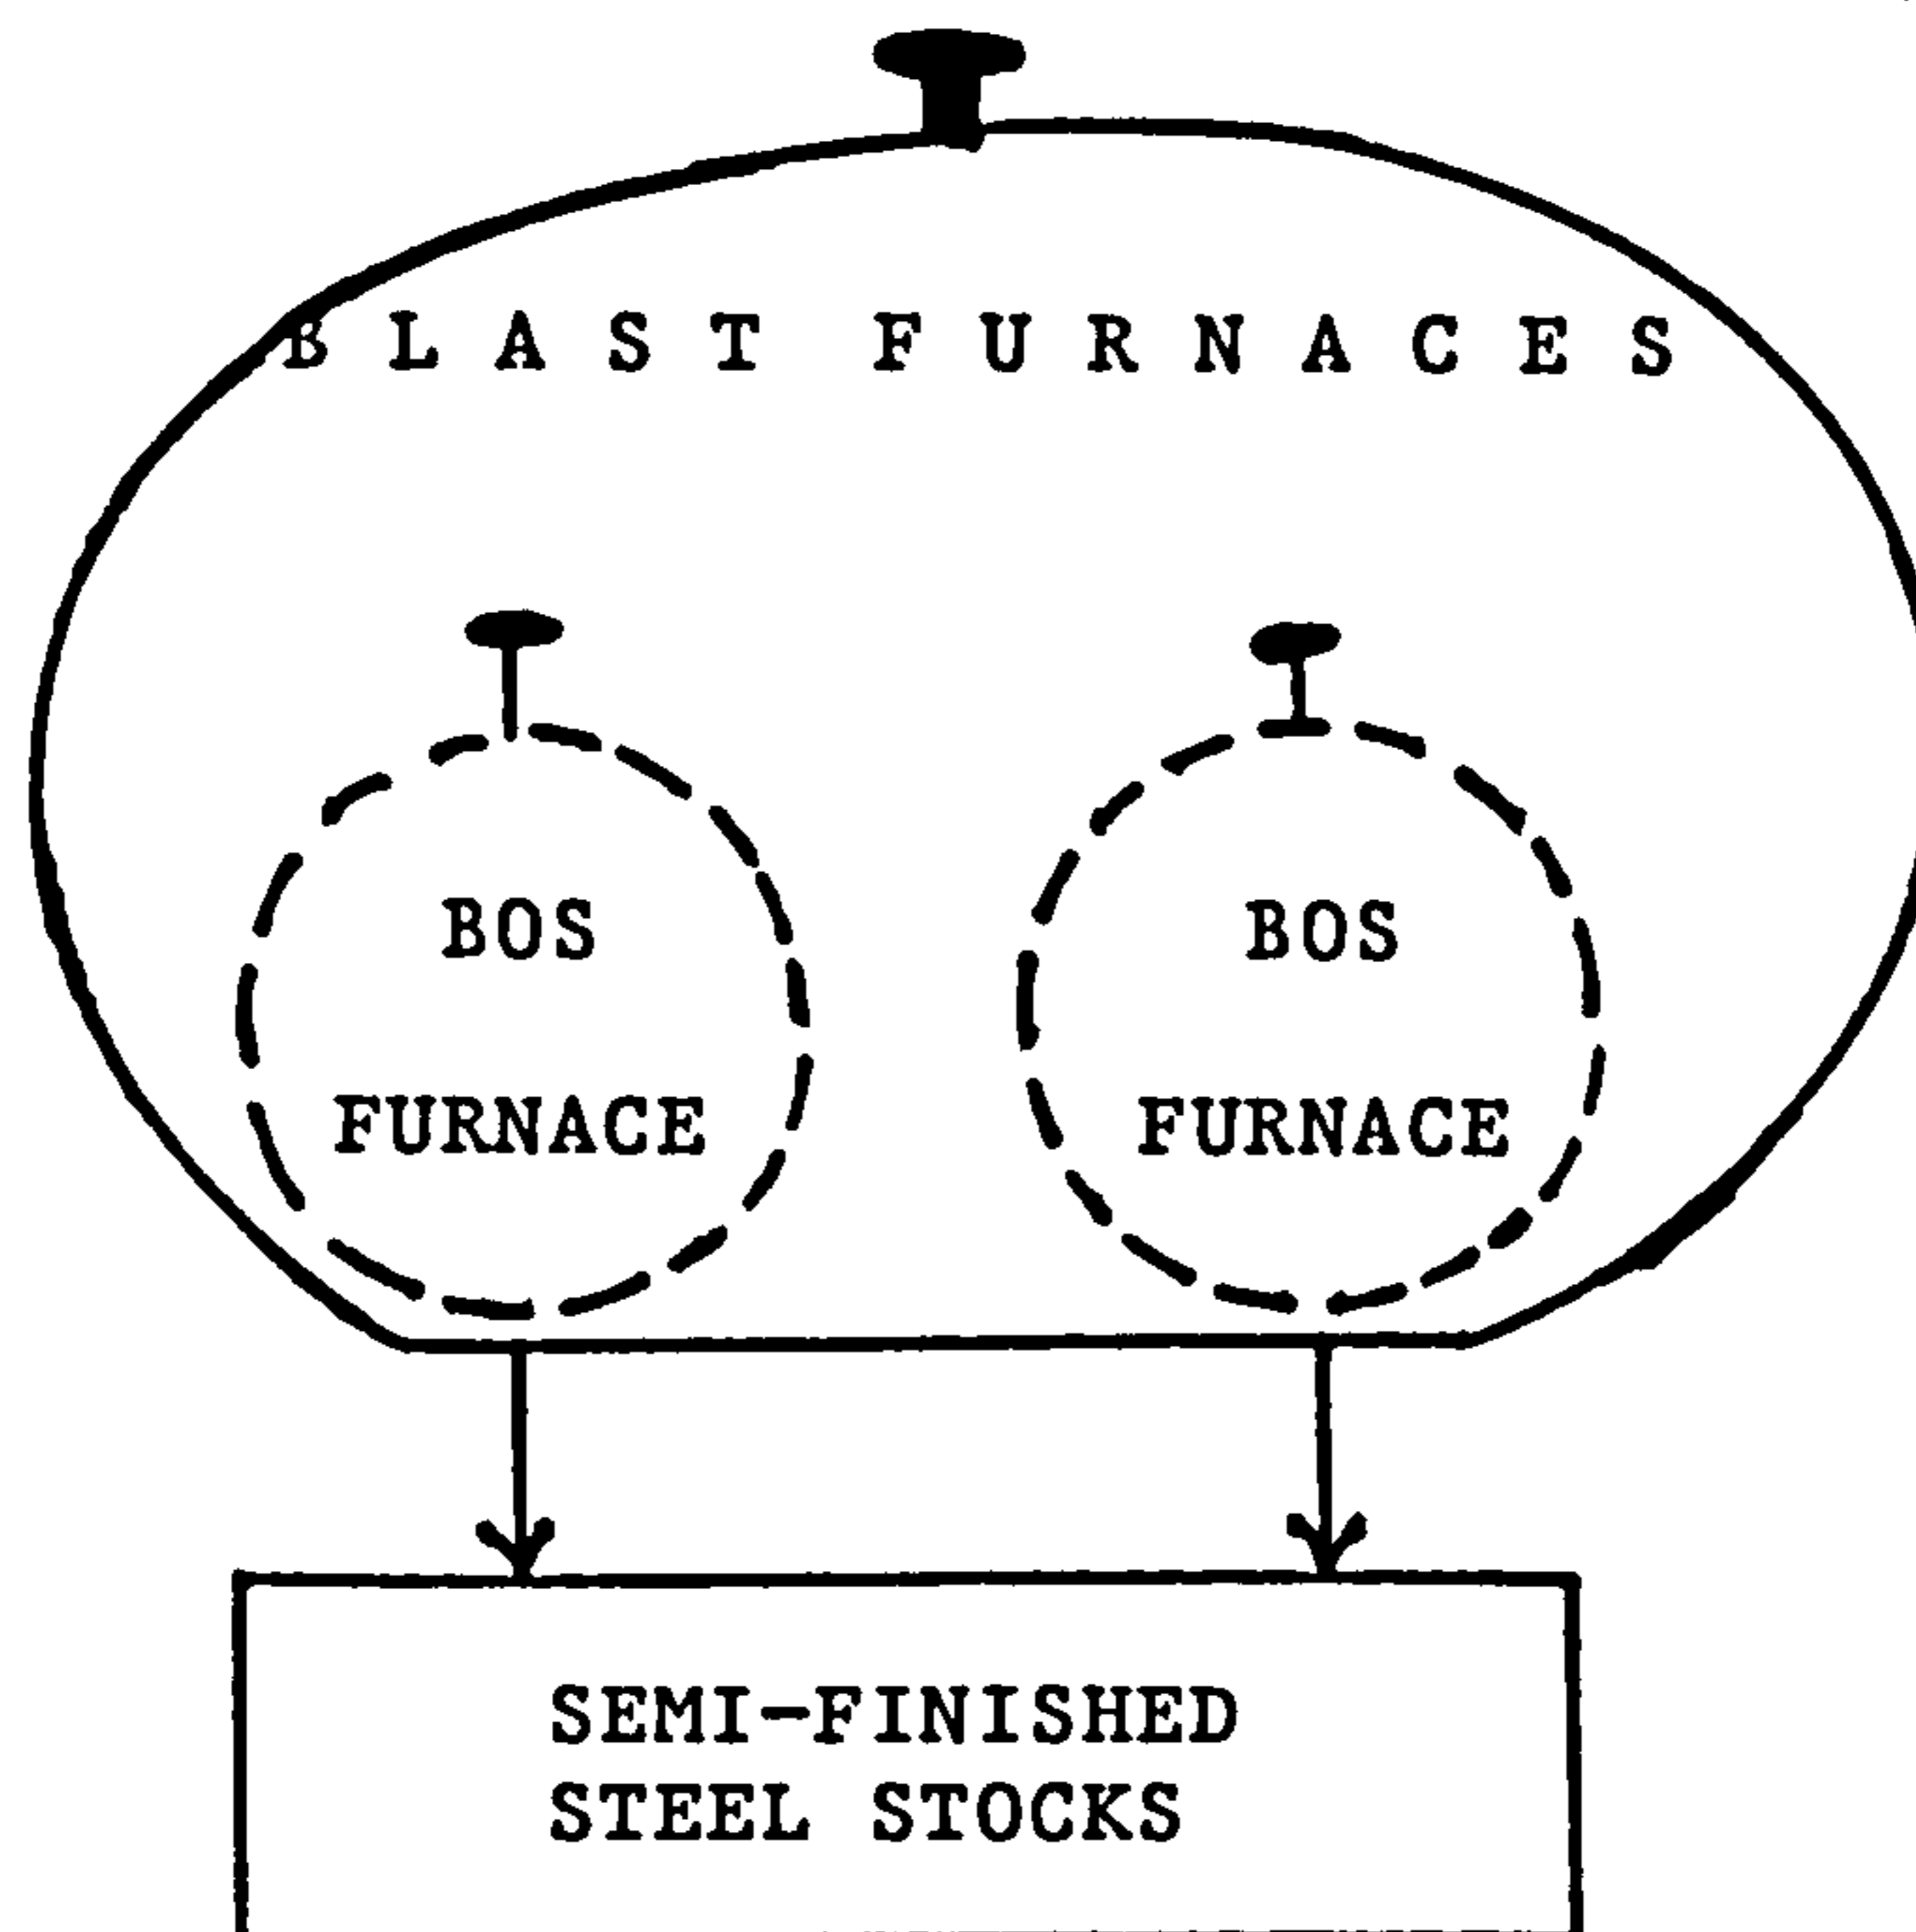 BLAST FURNACES
BOS BOS
FURNACE FURNACE
SEMI-FINISHED
STEEL STOCKS